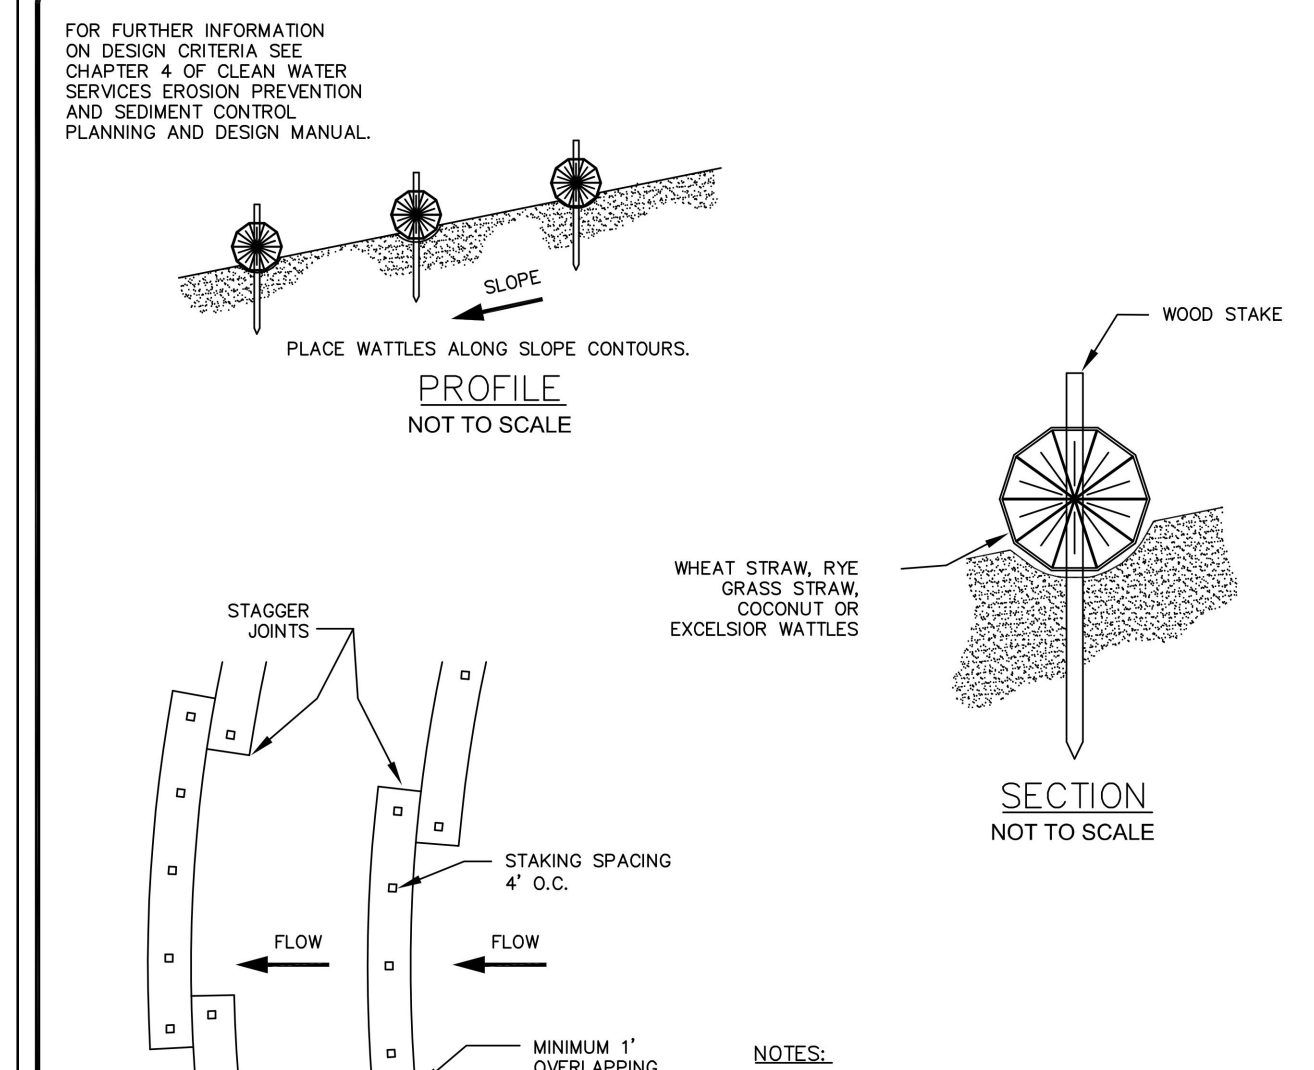 FOR FURTHER INFORMATION
ON DESIGN CRITERIA SEE
CHAPTER 4 OF CLEAN WATER
SERVICES EROSION PREVENTION
AND SEDIMENT CONTROL
PLANNING AND DESIGN MANUAL.
SLOPE
PLACE WATTLES ALONG SLOPE CONTOURS.
PROFILE
NOT TO SCALE
WOOD STAKE
WHEAT STRAW, RYE
GRASS STRAW,
COCONUT OR
EXCELSIOR WATTLES
SECTION
NOT TO SCALE
STAGGER
JOINTS
STAKING SPACING
4' O.C.
FLOW
FLOW
MINIMUM 1'
OVERLAPPING
NOTES: